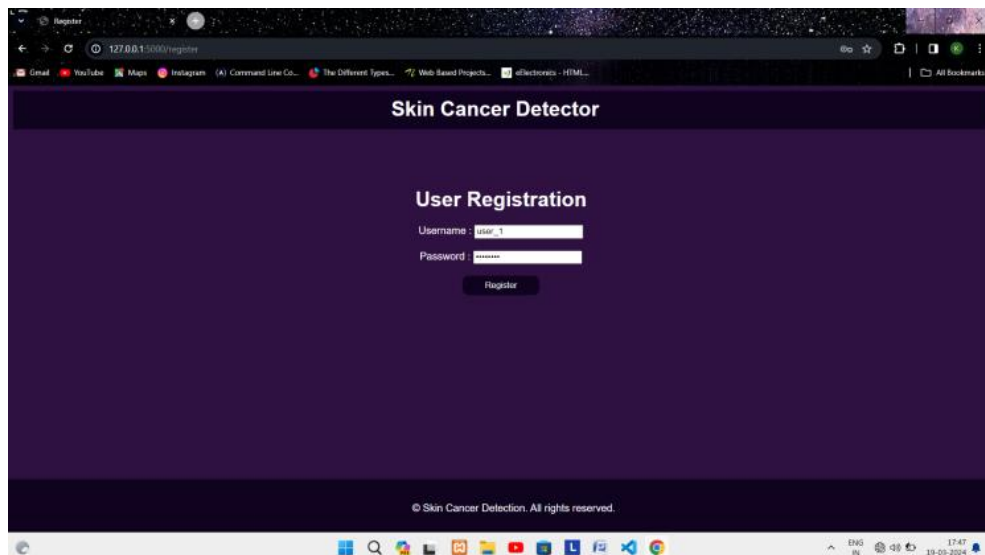 Register
127.0.0.1:5000/register
Gmail YouTube Maps Instagram (A) Command Line Co... The Different Types... Web Based Projects... eElectronics - HTML... All Bookmarks
Skin Cancer Detector
User Registration
Username : user_1
Password : ••••••••
Register
© Skin Cancer Detection. All rights reserved.
ENG 17:47
IN 19-03-2024